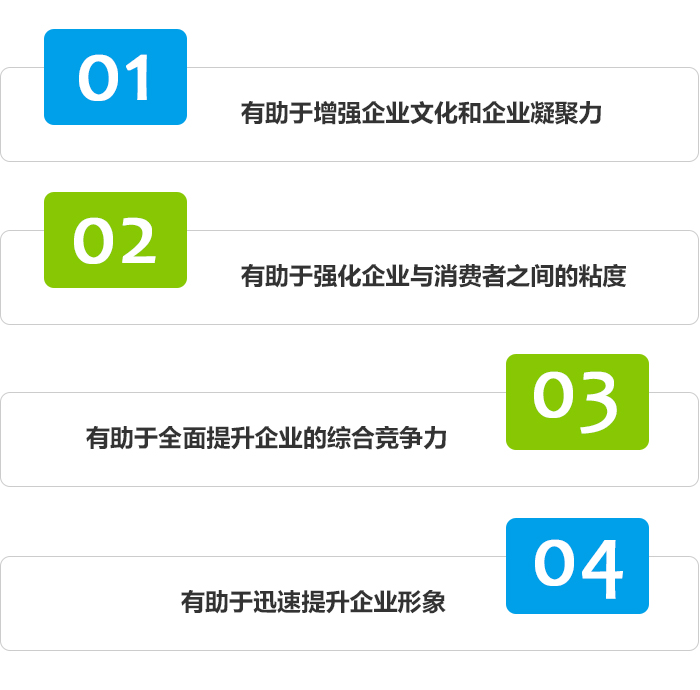 01
有助于增强企业文化和企业凝聚力
02
有助于强化企业与消费者之间的粘度
03
有助于全面提升企业的综合竞争力
04
有助于迅速提升企业形象